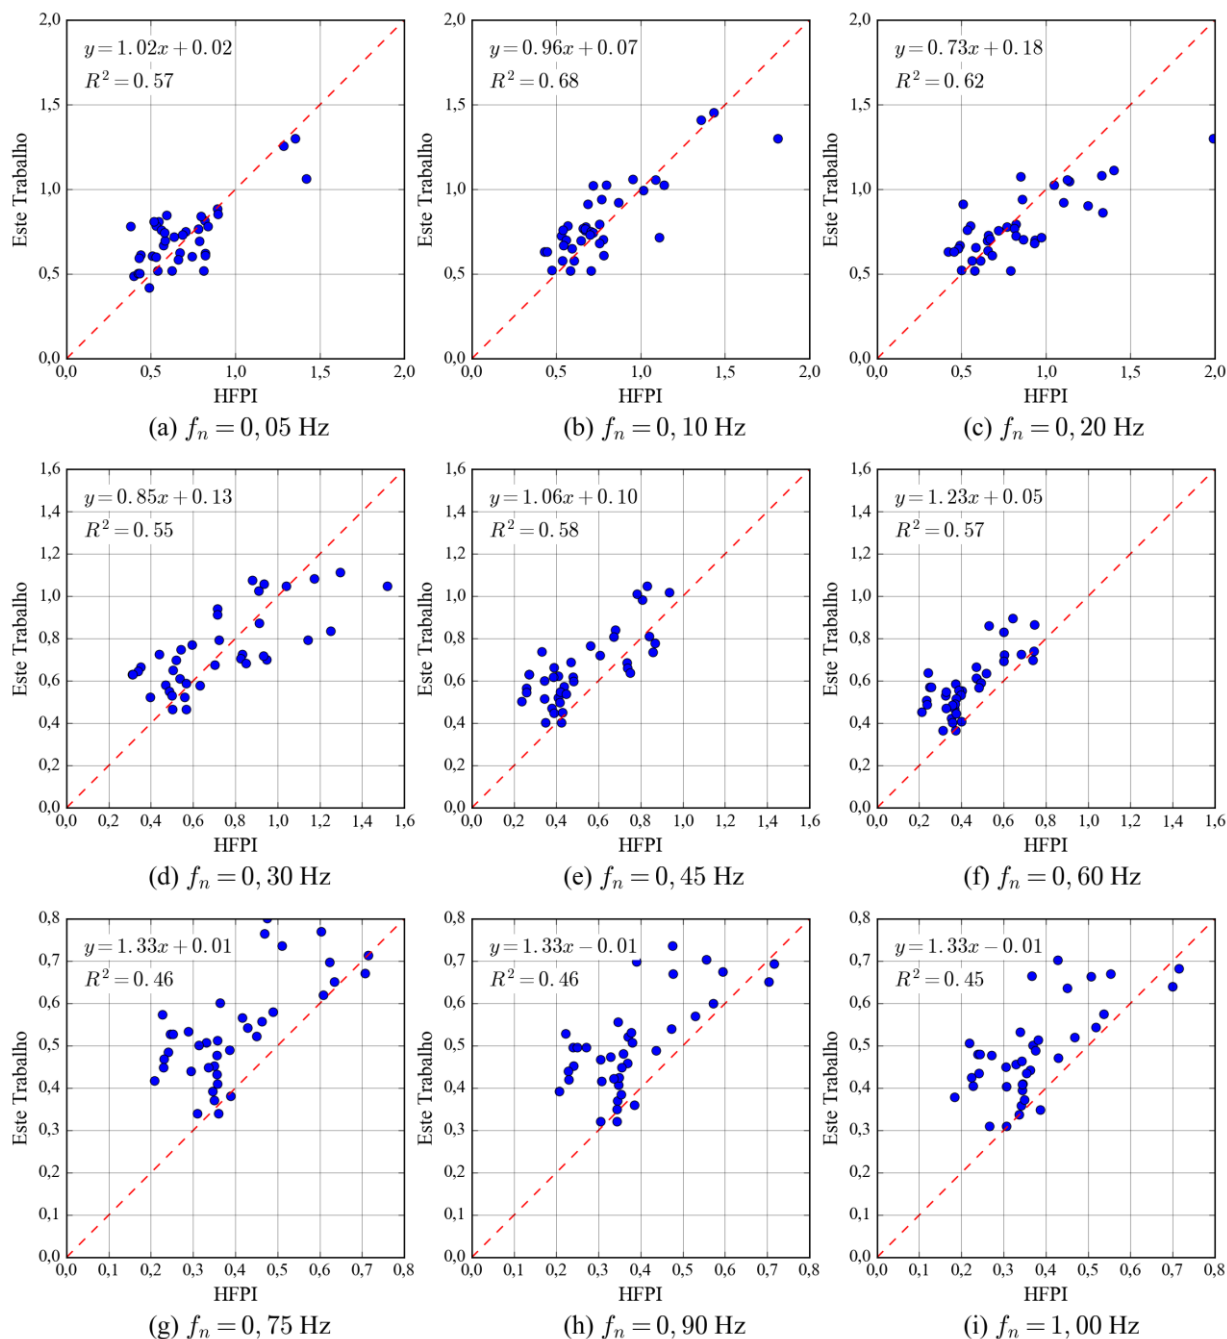 2,0
1,5
1,0
0,5
0,0
Este Trabalho
y=1.02x+0.02
R²=0.57
0,0 0,5 1,0 1,5 2,0
HFPI
(a) fₙ = 0, 05 Hz
2,0
1,5
1,0
0,5
0,0
Este Trabalho
y=0.96x+0.07
R²=0.68
0,0 0,5 1,0 1,5 2,0
HFPI
(b) fₙ = 0, 10 Hz
2,0
1,5
1,0
0,5
0,0
Este Trabalho
y=0.73x+0.18
R²=0.62
0,0 0,5 1,0 1,5 2,0
HFPI
(c) fₙ = 0, 20 Hz
1,6
1,4
1,2
1,0
0,8
0,6
0,4
0,2
0,0
Este Trabalho
y=0.85x+0.13
R²=0.55
0,0 0,2 0,4 0,6 0,8 1,0 1,2 1,4 1,6
HFPI
(d) fₙ = 0, 30 Hz
1,6
1,4
1,2
1,0
0,8
0,6
0,4
0,2
0,0
Este Trabalho
y=1.06x+0.10
R²=0.58
0,0 0,2 0,4 0,6 0,8 1,0 1,2 1,4 1,6
HFPI
(e) fₙ = 0, 45 Hz
1,6
1,4
1,2
1,0
0,8
0,6
0,4
0,2
0,0
Este Trabalho
y=1.23x+0.05
R²=0.57
0,0 0,2 0,4 0,6 0,8 1,0 1,2 1,4 1,6
HFPI
(f) fₙ = 0, 60 Hz
0,8
0,7
0,6
0,5
0,4
0,3
0,2
0,1
0,0
Este Trabalho
y=1.33x+0.01
R²=0.46
0,0 0,1 0,2 0,3 0,4 0,5 0,6 0,7 0,8
HFPI
(g) fₙ = 0, 75 Hz
0,8
0,7
0,6
0,5
0,4
0,3
0,2
0,1
0,0
Este Trabalho
y=1.33x−0.01
R²=0.46
0,0 0,1 0,2 0,3 0,4 0,5 0,6 0,7 0,8
HFPI
(h) fₙ = 0, 90 Hz
0,8
0,7
0,6
0,5
0,4
0,3
0,2
0,1
0,0
Este Trabalho
y=1.33x−0.01
R²=0.45
0,0 0,1 0,2 0,3 0,4 0,5 0,6 0,7 0,8
HFPI
(i) fₙ = 1, 00 Hz